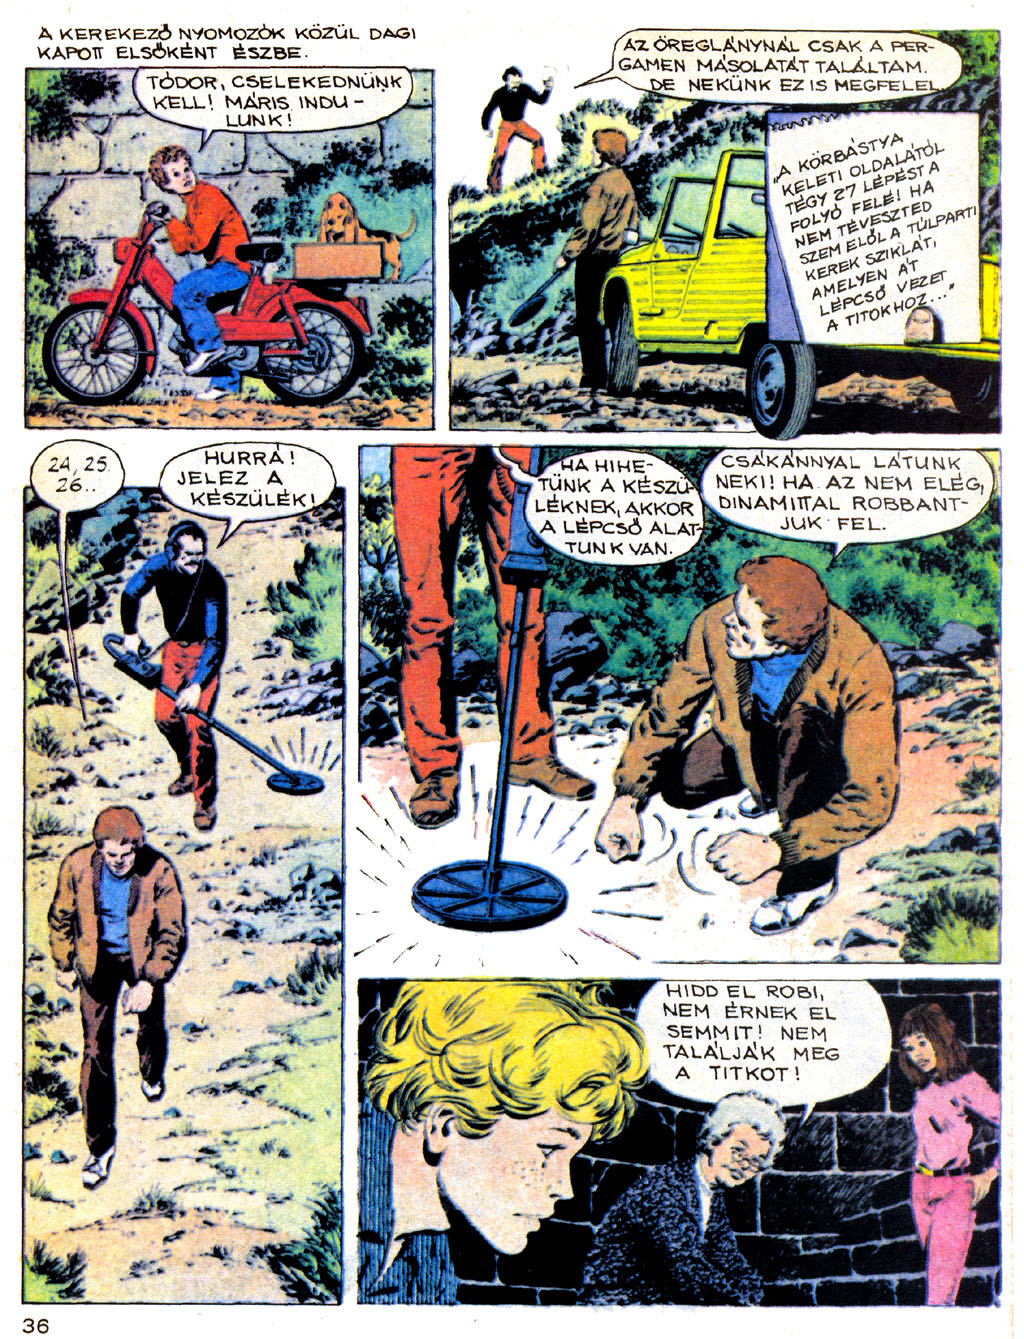 A KEREKEZŐ NYOMOZÓK KÖZÜL DAGI
KAPOTT ELSŐKÉNT ÉSZBE.
TÓDOR, CSELEKEDNÜNK
KELL! MÁRIS INDU-
LUNK!
AZ ÖREGLÁNYNÁL CSAK A PER-
GAMEN MÁSOLATÁT TALÁLTAM.
DE NEKÜNK EZ IS MEGFELEL.
„A KÖRBÁSTYA
KELETI OLDALÁTÓL
TÉGY 27 LÉPÉST A
FOLYÓ FELÉ! HA
NEM TÉVESZTED
SZEM ELŐL A TÚLPARTI
KEREK SZIKLÁT,
AMELYEN ÁT
LÉPCSŐ VEZET
A TITOKHOZ..."
24, 25,
26...
HURRÁ!
JELEZ A
KÉSZÜLÉK!
...HA HIHE-
TÜNK A KÉSZÜ-
LÉKNEK, AKKOR
A LÉPCSŐ ALAT-
TUNK VAN.
CSÁKÁNNYAL LÁTUNK
NEKI! HA AZ NEM ELÉG,
DINAMITTAL ROBBANT-
JUK FEL.
HIDD EL ROBI,
NEM ÉRNEK EL
SEMMIT! NEM
TALÁLJÁK MEG
A TITKOT!
36